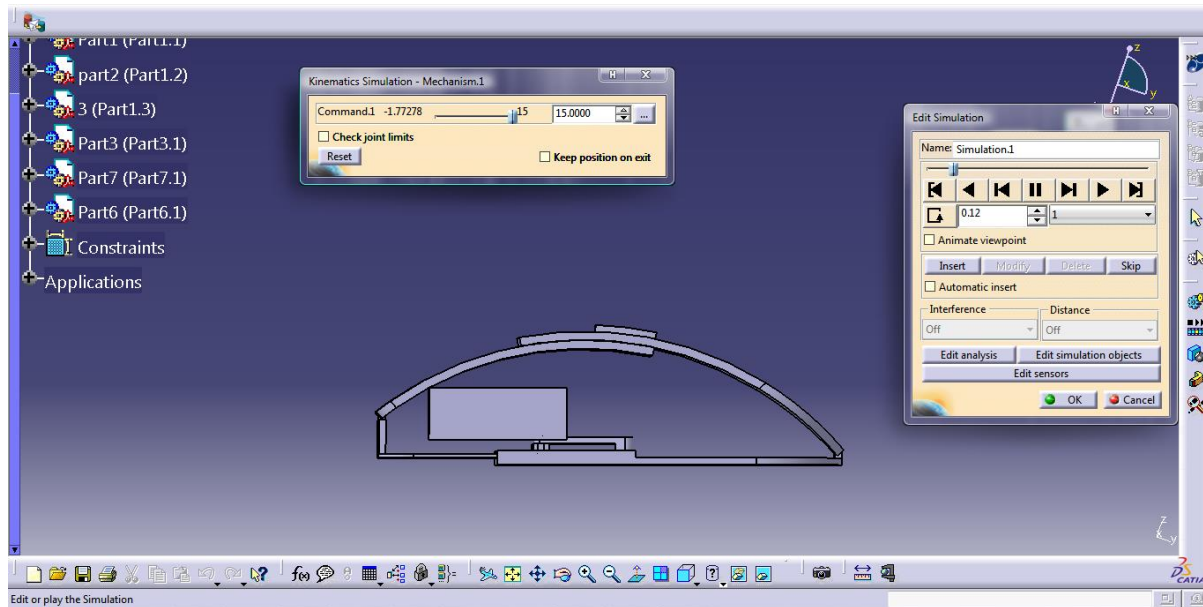 Part1 (Part1.1)
part2 (Part1.2)
3 (Part1.3)
Part3 (Part3.1)
Part7 (Part7.1)
Part6 (Part6.1)
Constraints
Applications
Kinematics Simulation - Mechanism.1
Command.1 -1.77278 15 15.0000 ...
Check joint limits
Reset Keep position on exit
z
x
y
Edit Simulation
Name: Simulation.1
0.12 1
Animate viewpoint
Insert Modify Delete Skip
Automatic insert
Interference Distance
Off Off
Edit analysis Edit simulation objects
Edit sensors
OK Cancel
z
y
f(x)
CATIA
Edit or play the Simulation